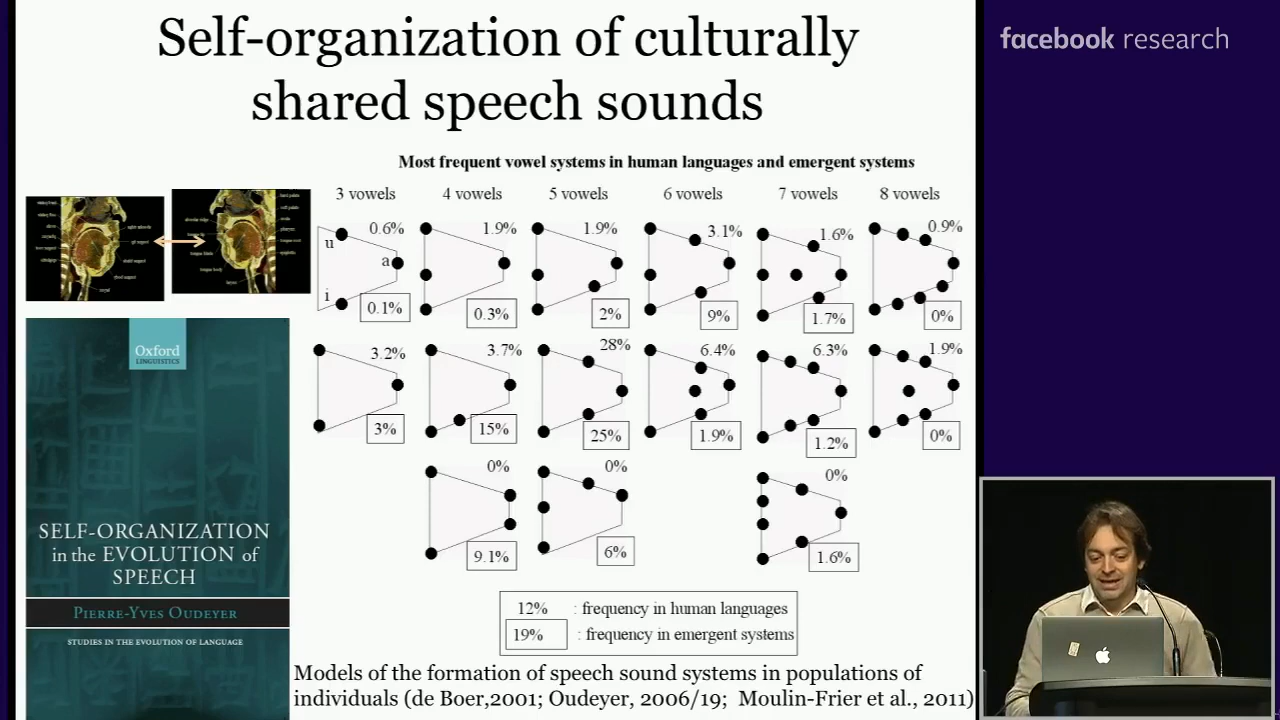 Self-organization of culturally
shared speech sounds
facebook research
Most frequent vowel systems in human languages and emergent systems
3 vowels 4 vowels 5 vowels 6 vowels 7 vowels 8 vowels
0.6% 1.9% 1.9% 3.1% 1.6% 0.9%
u
a
i
0.1% 0.3% 2% 9% 1.7% 0%
3.2% 3.7% 28% 6.4% 6.3% 1.9%
3% 15% 25% 1.9% 1.2% 0%
0% 0% 0%
9.1% 6% 1.6%
12% : frequency in human languages
19% : frequency in emergent systems
Oxford
LINGUISTICS
SELF-ORGANIZATION
in the EVOLUTION of
SPEECH
PIERRE-YVES OUDEYER
STUDIES IN THE EVOLUTION OF LANGUAGE
Models of the formation of speech sound systems in populations of
individuals (de Boer,2001; Oudeyer, 2006/19; Moulin-Frier et al., 2011)